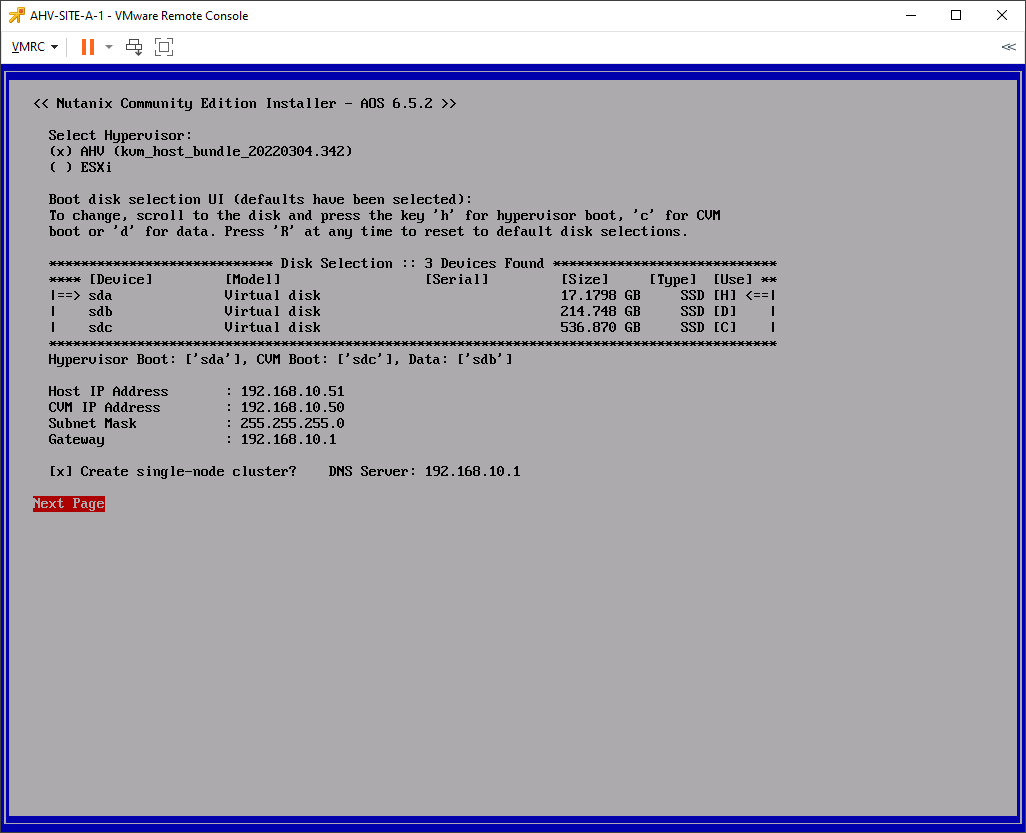 AHV-SITE-A-1 - VMware Remote Console
VMRC
<< Nutanix Community Edition Installer - AOS 6.5.2 >>
Select Hypervisor:
(x) AHV (kvm_host_bundle_20220304.342)
( ) ESXi
Boot disk selection UI (defaults have been selected):
To change, scroll to the disk and press the key 'h' for hypervisor boot, 'c' for CVM
boot or 'd' for data. Press 'R' at any time to reset to default disk selections.
**************************** Disk Selection :: 3 Devices Found ****************************
**** [Device] [Model] [Serial] [Size] [Type] [Use] **
|==> sda Virtual disk 17.1798 GB SSD [H] <==|
| sdb Virtual disk 214.748 GB SSD [D] |
| sdc Virtual disk 536.870 GB SSD [C] |
*******************************************************************************************
Hypervisor Boot: ['sda'], CVM Boot: ['sdc'], Data: ['sdb']
Host IP Address : 192.168.10.51
CVM IP Address : 192.168.10.50
Subnet Mask : 255.255.255.0
Gateway : 192.168.10.1
[x] Create single-node cluster? DNS Server: 192.168.10.1
Next Page